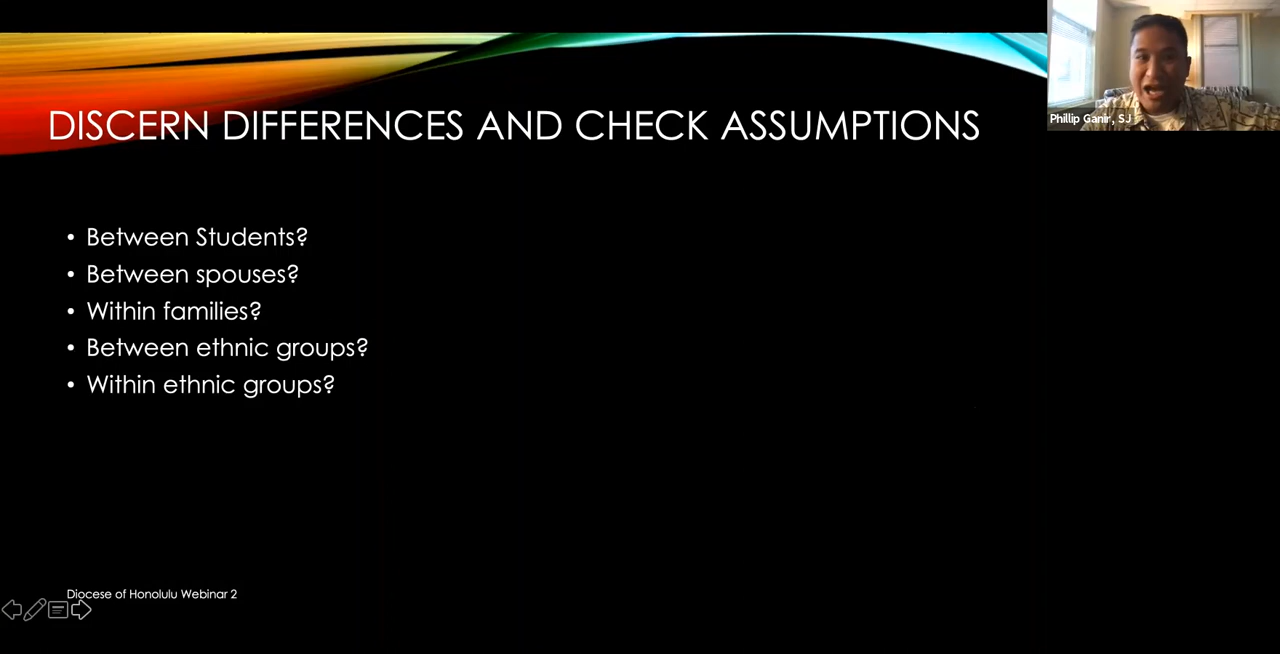 DISCERN DIFFERENCES AND CHECK ASSUMPTIONS
Phillip Ganir, SJ
• Between Students?
• Between spouses?
• Within families?
• Between ethnic groups?
• Within ethnic groups?
Diocese of Honolulu Webinar 2